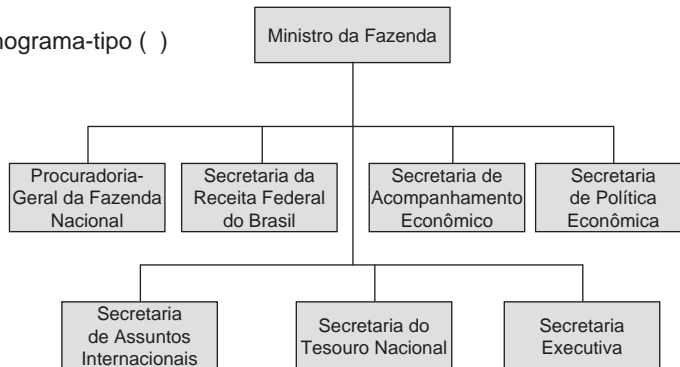 nograma-tipo ( )
Ministro da Fazenda
Procuradoria-
Geral da Fazenda
Nacional
Secretaria da
Receita Federal
do Brasil
Secretaria de
Acompanhamento
Econômico
Secretaria
de Política
Econômica
Secretaria
de Assuntos
Internacionais
Secretaria do
Tesouro Nacional
Secretaria
Executiva